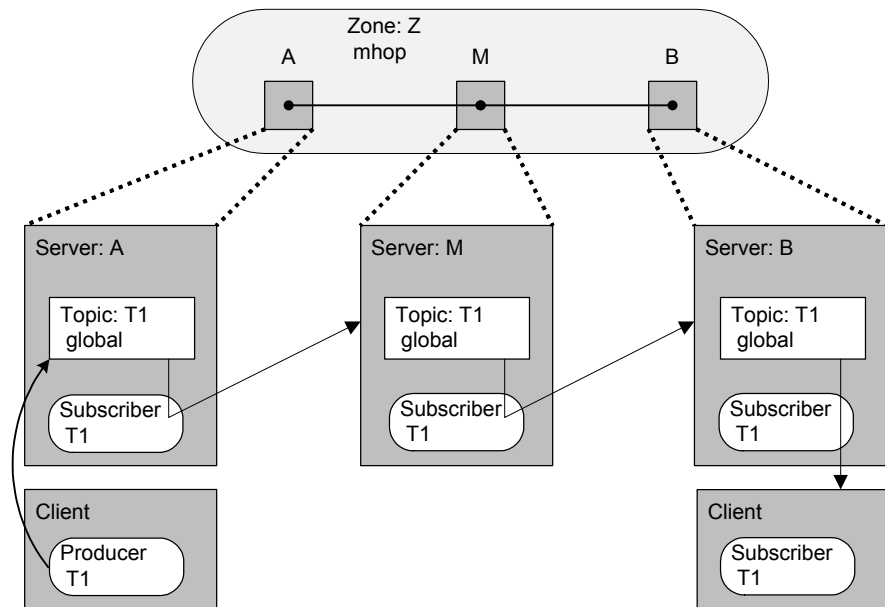 Zone: Z
mhop
A
M
B
Server: A
Server: M
Server: B
Topic: T1
global
Topic: T1
global
Topic: T1
global
Subscriber
T1
Subscriber
T1
Subscriber
T1
Client
Client
Producer
T1
Subscriber
T1